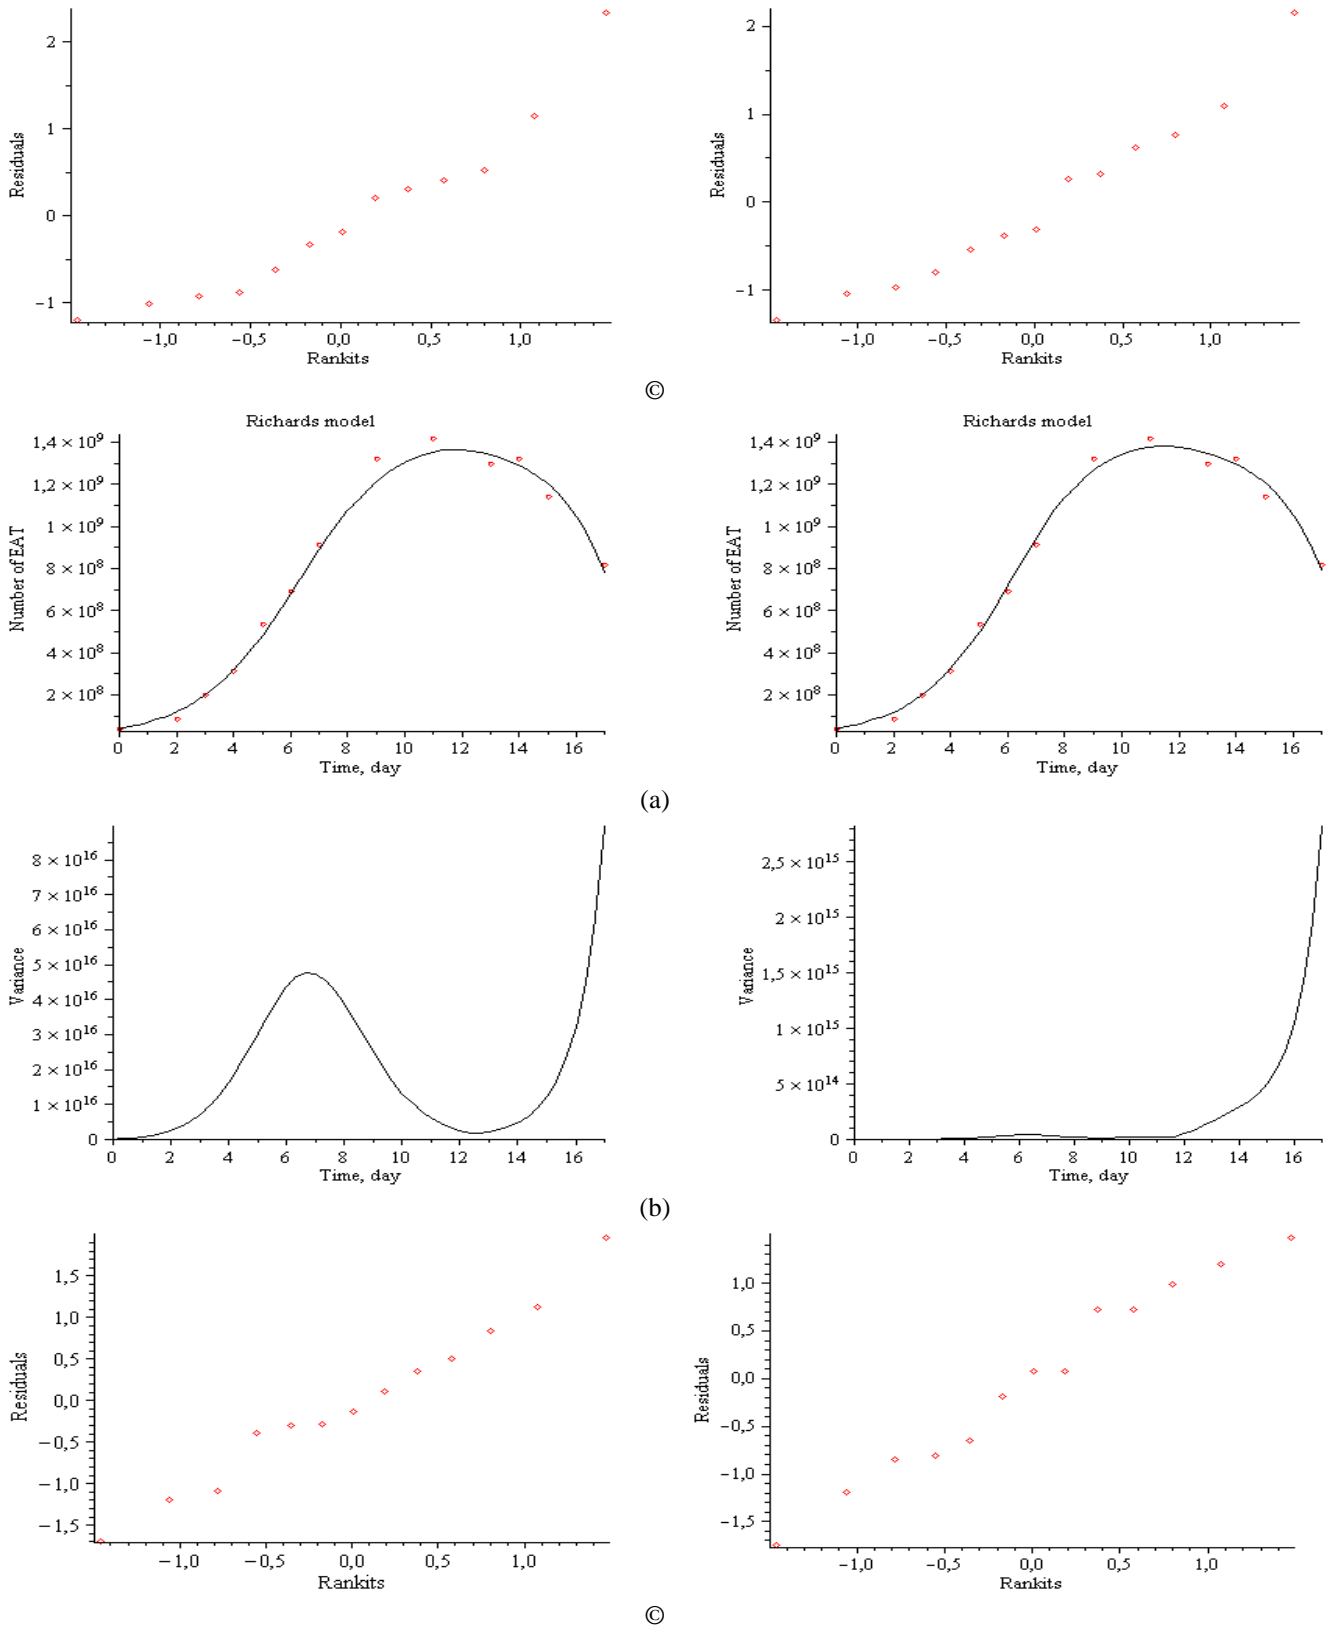 2
1
0
−1
Residuals
−1,0 −0,5 0,0 0,5 1,0
Rankits
2
1
0
−1
Residuals
−1,0 −0,5 0,0 0,5 1,0
Rankits
©
Richards model
1,4 × 10⁹
1,2 × 10⁹
1 × 10⁹
8 × 10⁸
6 × 10⁸
4 × 10⁸
2 × 10⁸
Number of EAT
0 2 4 6 8 10 12 14 16
Time, day
Richards model
1,4 × 10⁹
1,2 × 10⁹
1 × 10⁹
8 × 10⁸
6 × 10⁸
4 × 10⁸
2 × 10⁸
Number of EAT
0 2 4 6 8 10 12 14 16
Time, day
(a)
8 × 10¹⁶
7 × 10¹⁶
6 × 10¹⁶
5 × 10¹⁶
4 × 10¹⁶
3 × 10¹⁶
2 × 10¹⁶
1 × 10¹⁶
0
Variance
0 2 4 6 8 10 12 14 16
Time, day
2,5 × 10¹⁵
2 × 10¹⁵
1,5 × 10¹⁵
1 × 10¹⁵
5 × 10¹⁴
0
Variance
0 2 4 6 8 10 12 14 16
Time, day
(b)
1,5
1,0
0,5
0,0
−0,5
−1,0
−1,5
Residuals
−1,0 −0,5 0,0 0,5 1,0
Rankits
1,0
0,5
0,0
−0,5
−1,0
−1,5
Residuals
−1,0 −0,5 0,0 0,5 1,0
Rankits
©